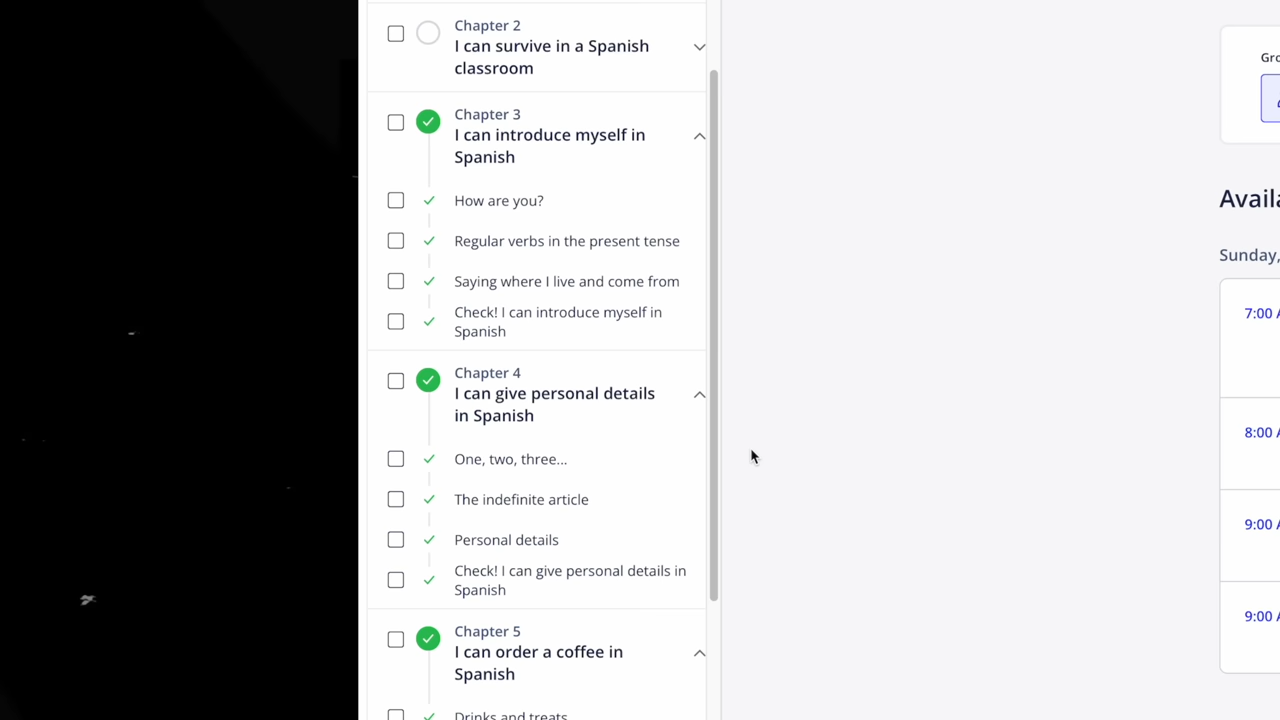 Chapter 2
I can survive in a Spanish
classroom
Chapter 3
I can introduce myself in
Spanish
How are you?
Regular verbs in the present tense
Saying where I live and come from
Check! I can introduce myself in
Spanish
Chapter 4
I can give personal details
in Spanish
One, two, three...
The indefinite article
Personal details
Check! I can give personal details in
Spanish
Chapter 5
I can order a coffee in
Spanish
Drinks and treats
Sunday,
7:00 A
8:00 A
9:00 A
9:00 A